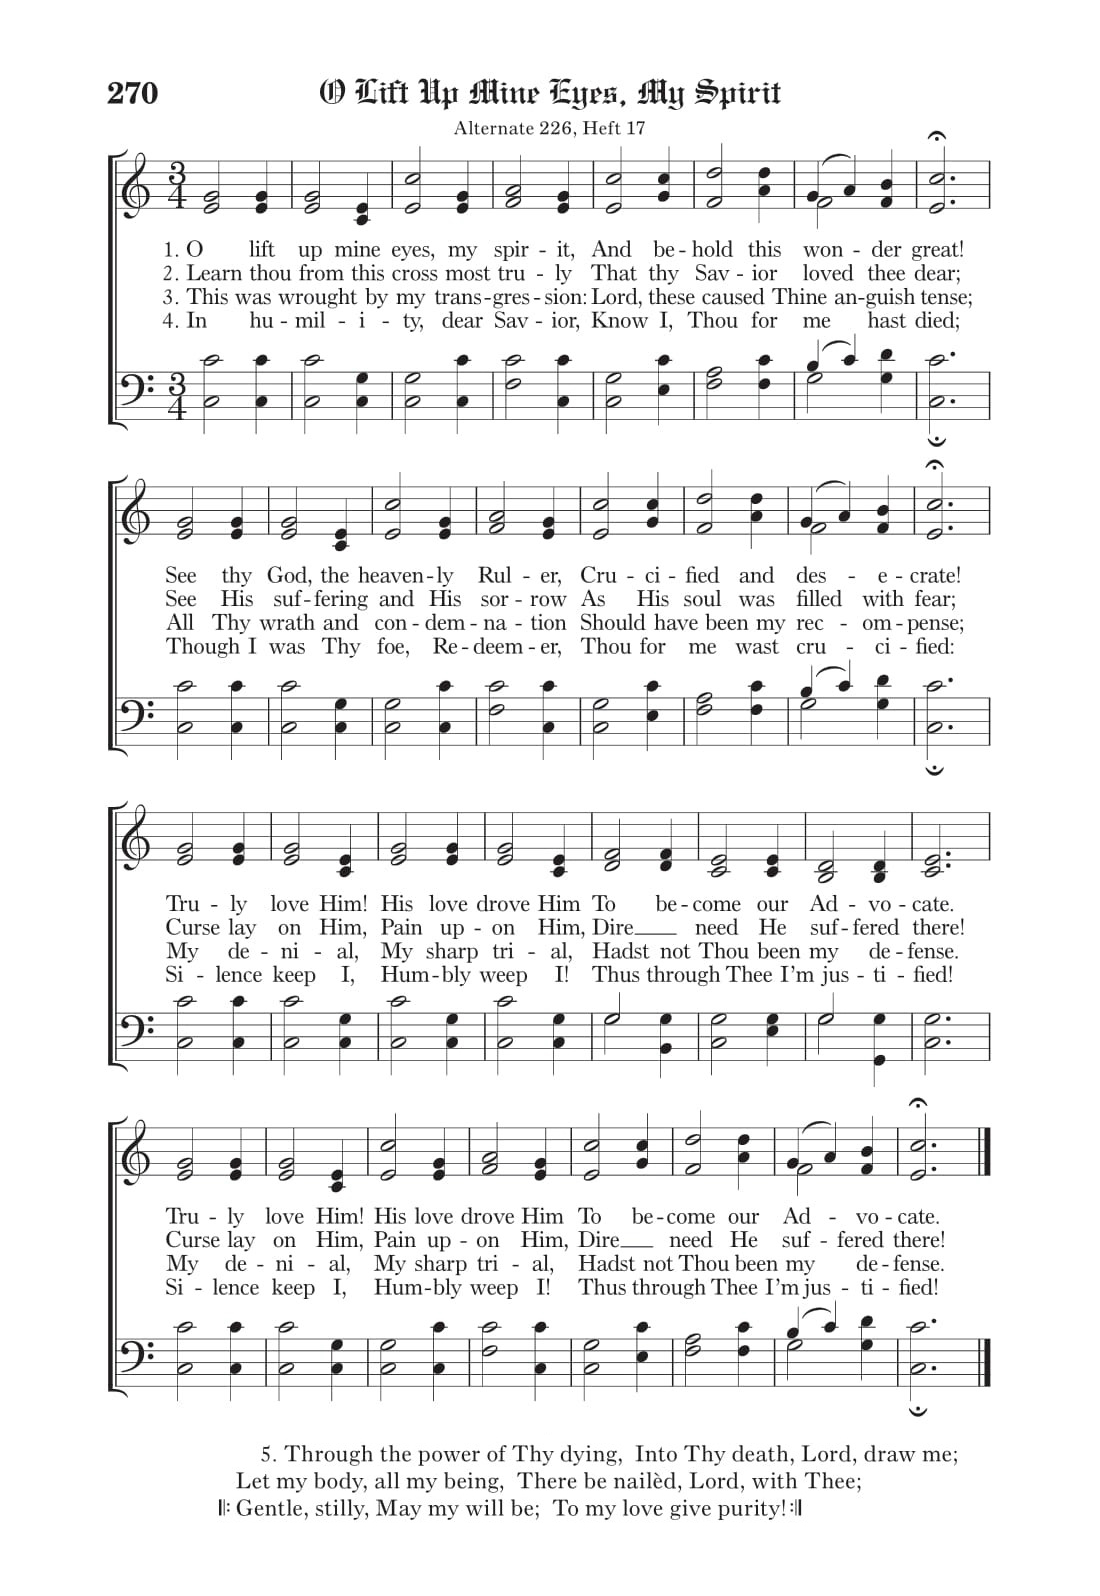 270 O Lift Up Mine Eyes, My Spirit
Alternate 226, Heft 17
3 4
1. O lift up mine eyes, my spir - it, And be - hold this won - der great!
2. Learn thou from this cross most tru - ly That thy Sav - ior loved thee dear;
3. This was wrought by my trans - gres - sion: Lord, these caused Thine an - guish tense;
4. In hu - mil - i - ty, dear Sav - ior, Know I, Thou for me hast died;
3 4
See thy God, the heaven - ly Rul - er, Cru - ci - fied and des - e - crate!
See His suf - fering and His sor - row As His soul was filled with fear;
All Thy wrath and con - dem - na - tion Should have been my rec - om - pense;
Though I was Thy foe, Re - deem - er, Thou for me wast cru - ci - fied:
Tru - ly love Him! His love drove Him To be - come our Ad - vo - cate.
Curse lay on Him, Pain up - on Him, Dire need He suf - fered there!
My de - ni - al, My sharp tri - al, Hadst not Thou been my de - fense.
Si - lence keep I, Hum - bly weep I! Thus through Thee I'm jus - ti - fied!
Tru - ly love Him! His love drove Him To be - come our Ad - vo - cate.
Curse lay on Him, Pain up - on Him, Dire need He suf - fered there!
My de - ni - al, My sharp tri - al, Hadst not Thou been my de - fense.
Si - lence keep I, Hum - bly weep I! Thus through Thee I'm jus - ti - fied!
5. Through the power of Thy dying, Into Thy death, Lord, draw me;
Let my body, all my being, There be nailèd, Lord, with Thee;
𝄆 Gentle, stilly, May my will be; To my love give purity! 𝄇